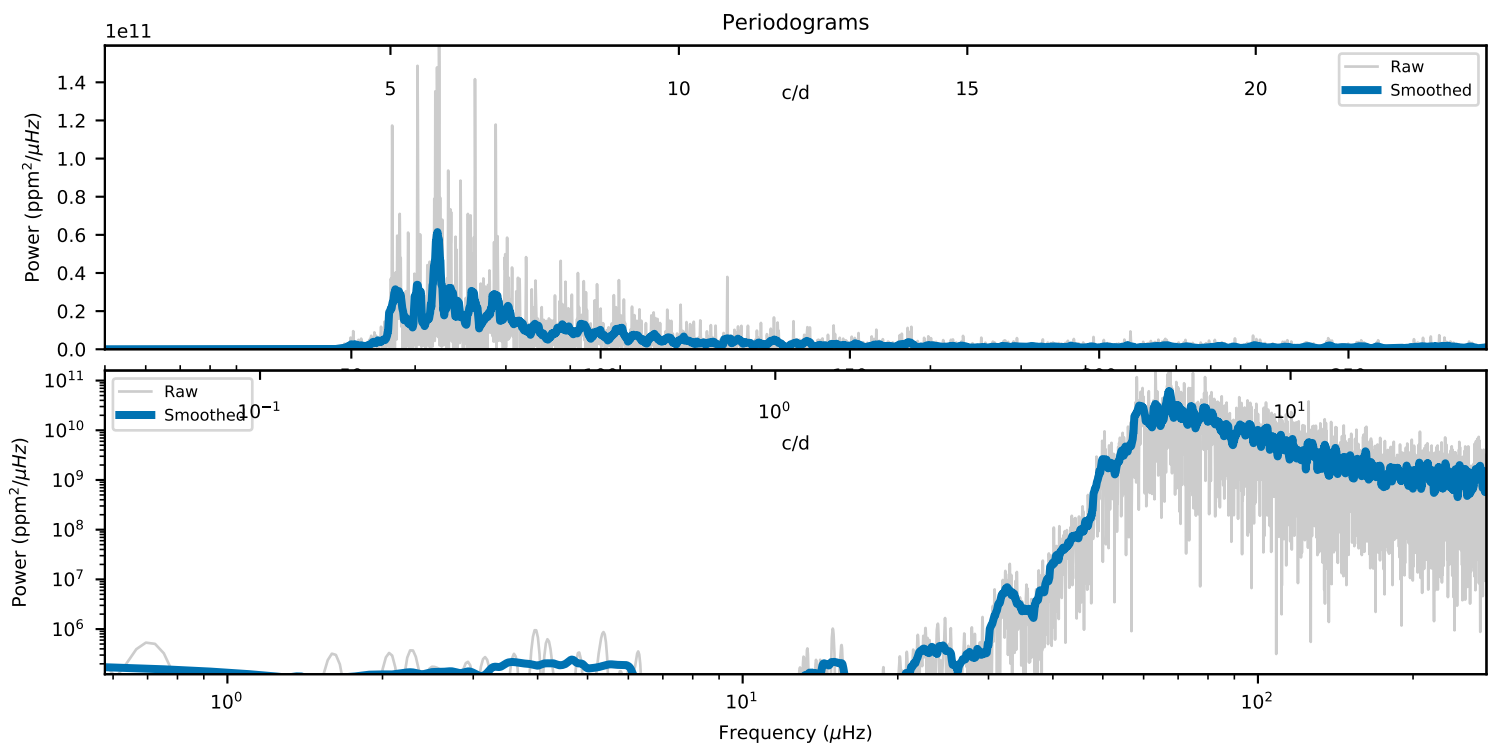 Periodograms
1e11
Power (ppm²/μHz)
1.4
1.2
1.0
0.8
0.6
0.4
0.2
0.0
5
10
15
20
c/d
Raw
Smoothed
Power (ppm²/μHz)
10¹¹
10¹⁰
10⁹
10⁸
10⁷
10⁶
Raw
Smoothed
10⁻¹
10⁰
10¹
c/d
10⁰
10¹
10²
Frequency (μHz)